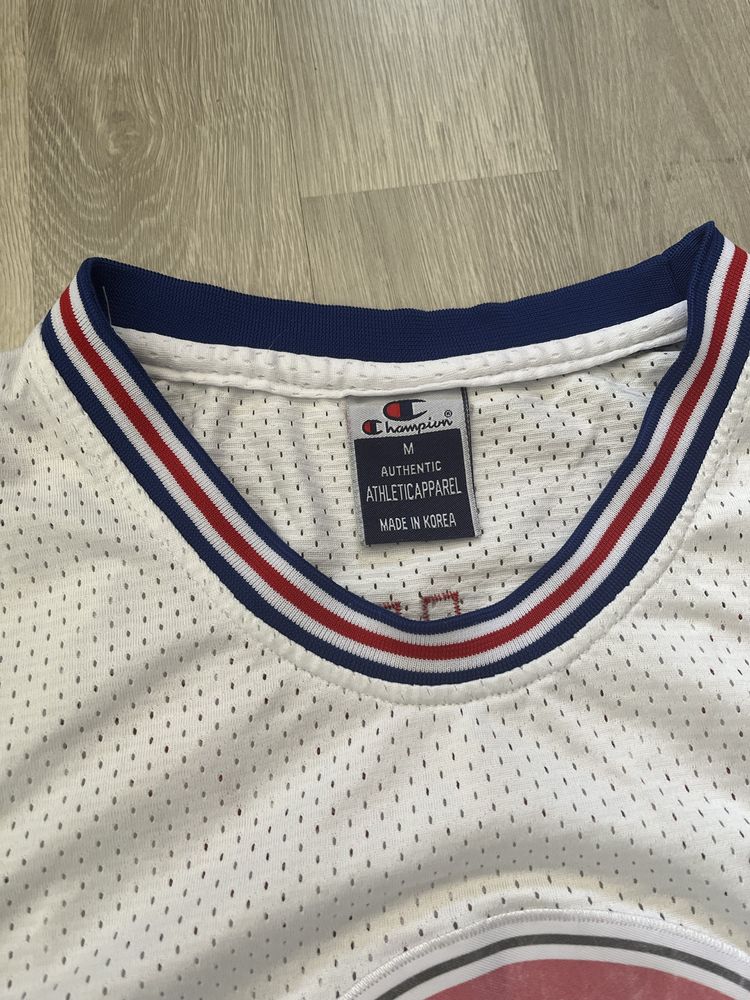 Champion®
M
AUTHENTIC
ATHLETICAPPAREL
MADE IN KOREA